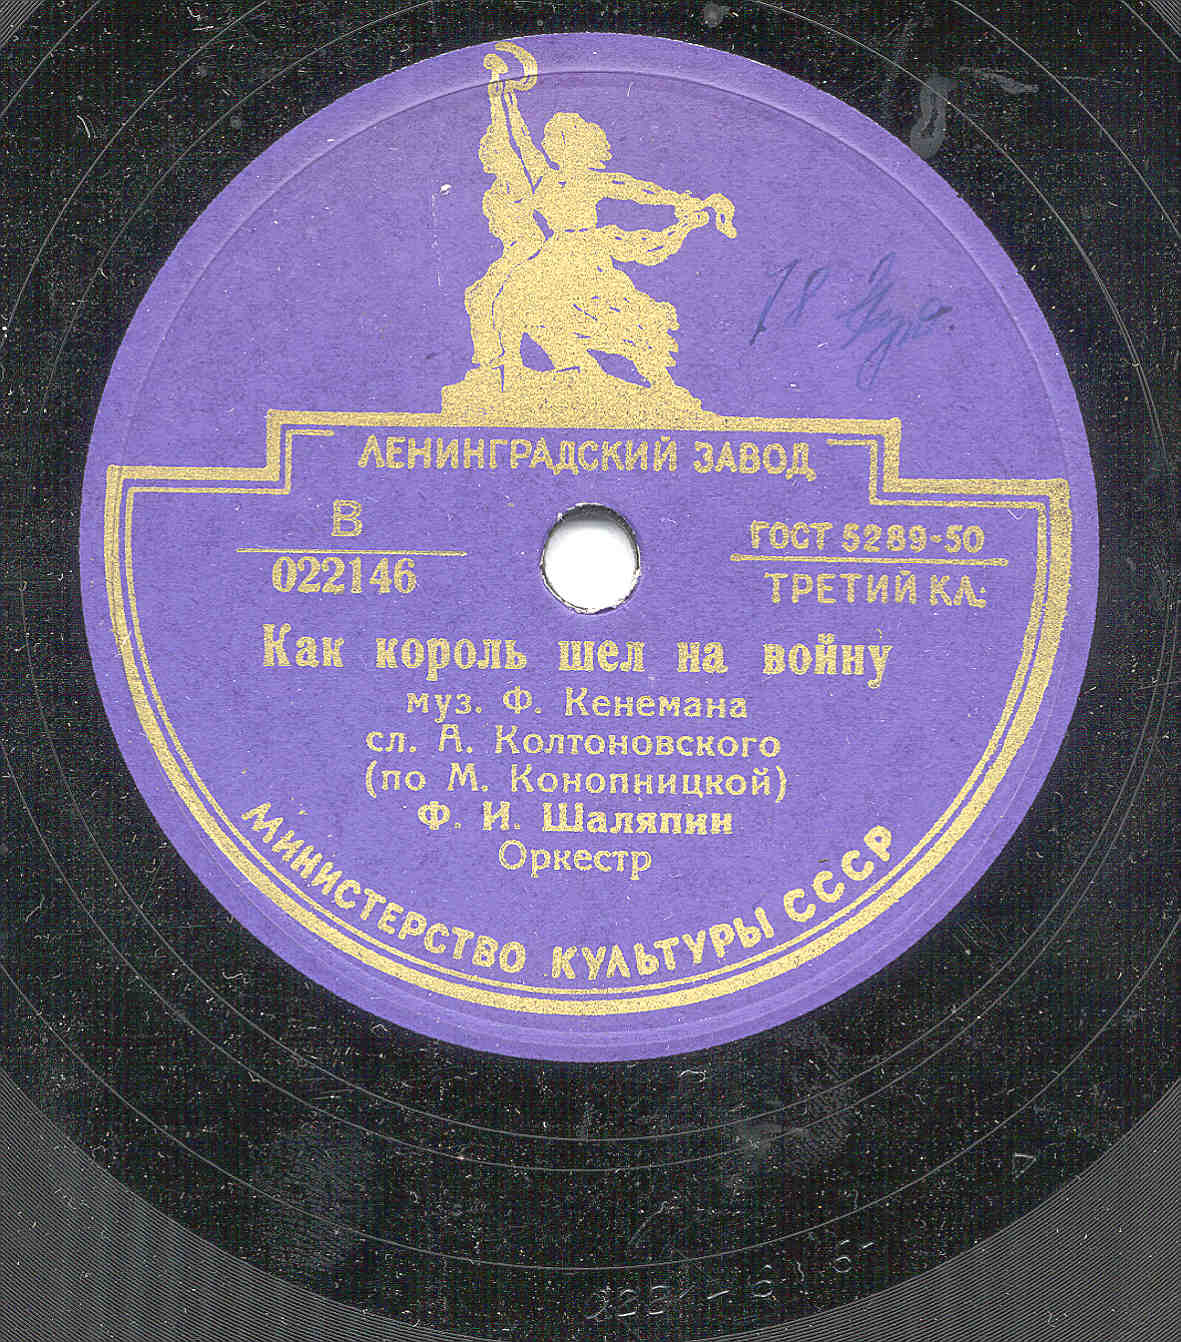 ЛЕНИНГРАДСКИЙ ЗАВОД
В
022146
ГОСТ 5289-50
ТРЕТИЙ КЛ.
Как король шел на войну
муз. Ф. Кенемана
сл. А. Колтоновского
(по М. Конопницкой)
Ф. И. Шаляпин
Оркестр
МИНИСТЕРСТВО КУЛЬТУРЫ СССР
78